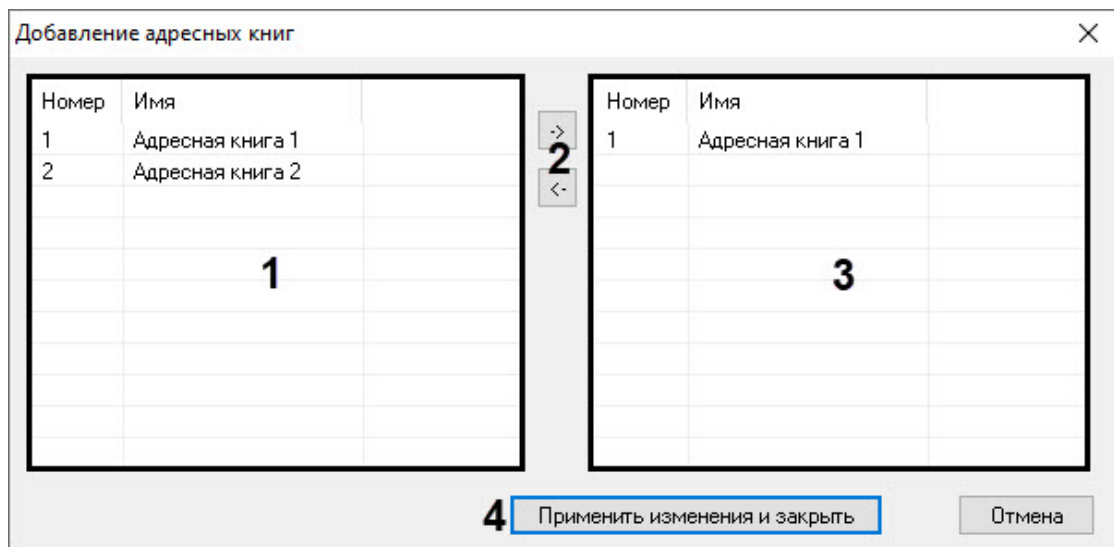 Добавление адресных книг
Номер Имя
1 Адресная книга 1
2 Адресная книга 2
1
->
2
<-
Номер Имя
1 Адресная книга 1
3
4 Применить изменения и закрыть Отмена